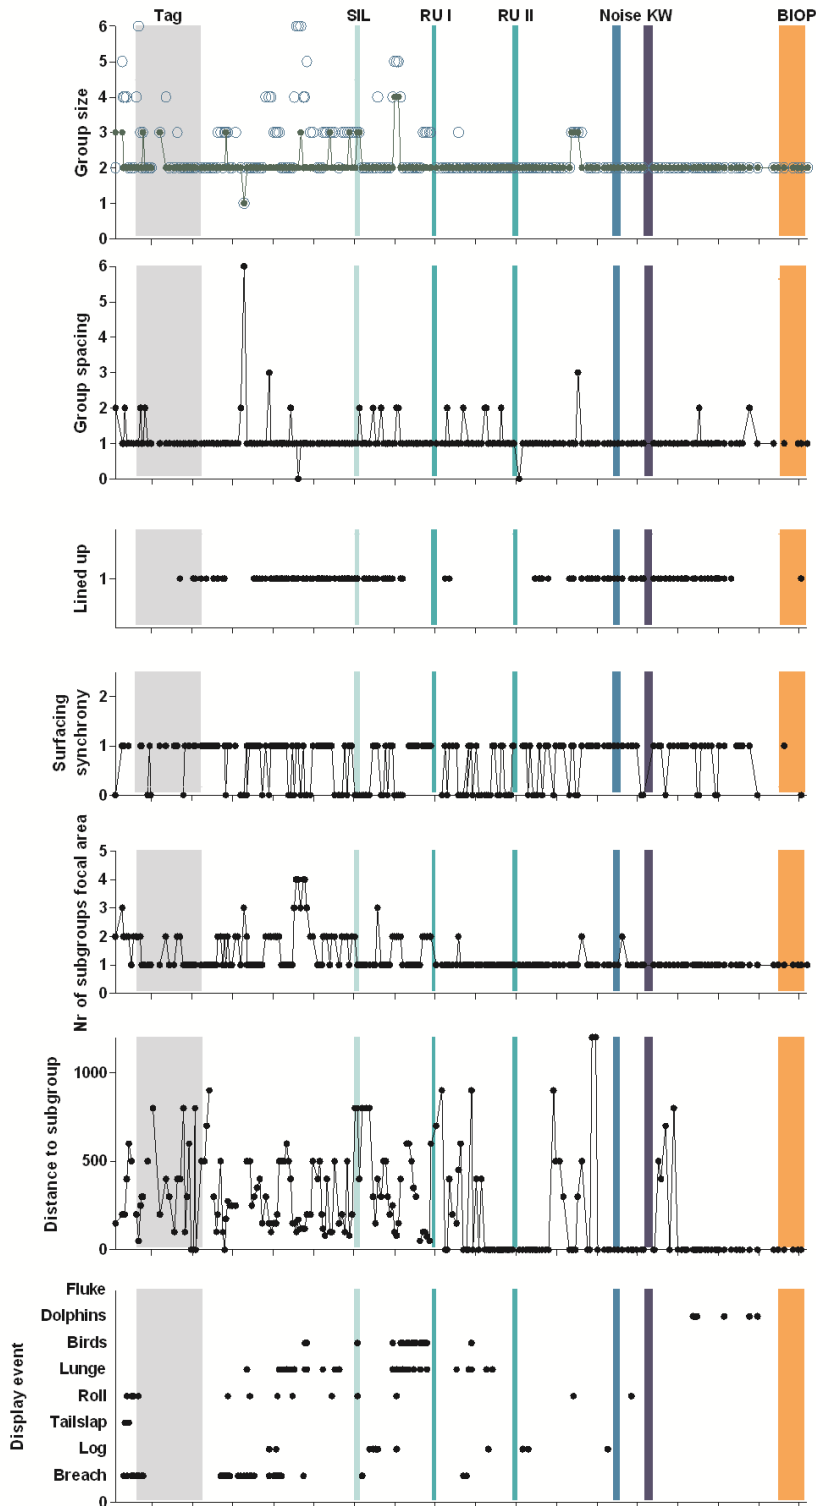 Tag SIL RU I RU II Noise KW BIOP
Group size
6
5
4
3
2
1
0
Group spacing
6
5
4
3
2
1
0
Lined up
1
Surfacing
synchrony
2
1
0
Nr of subgroups focal area
5
4
3
2
1
0
Distance to subgroup
1000
500
0
Display event
Fluke
Dolphins
Birds
Lunge
Roll
Tailslap
Log
Breach
0